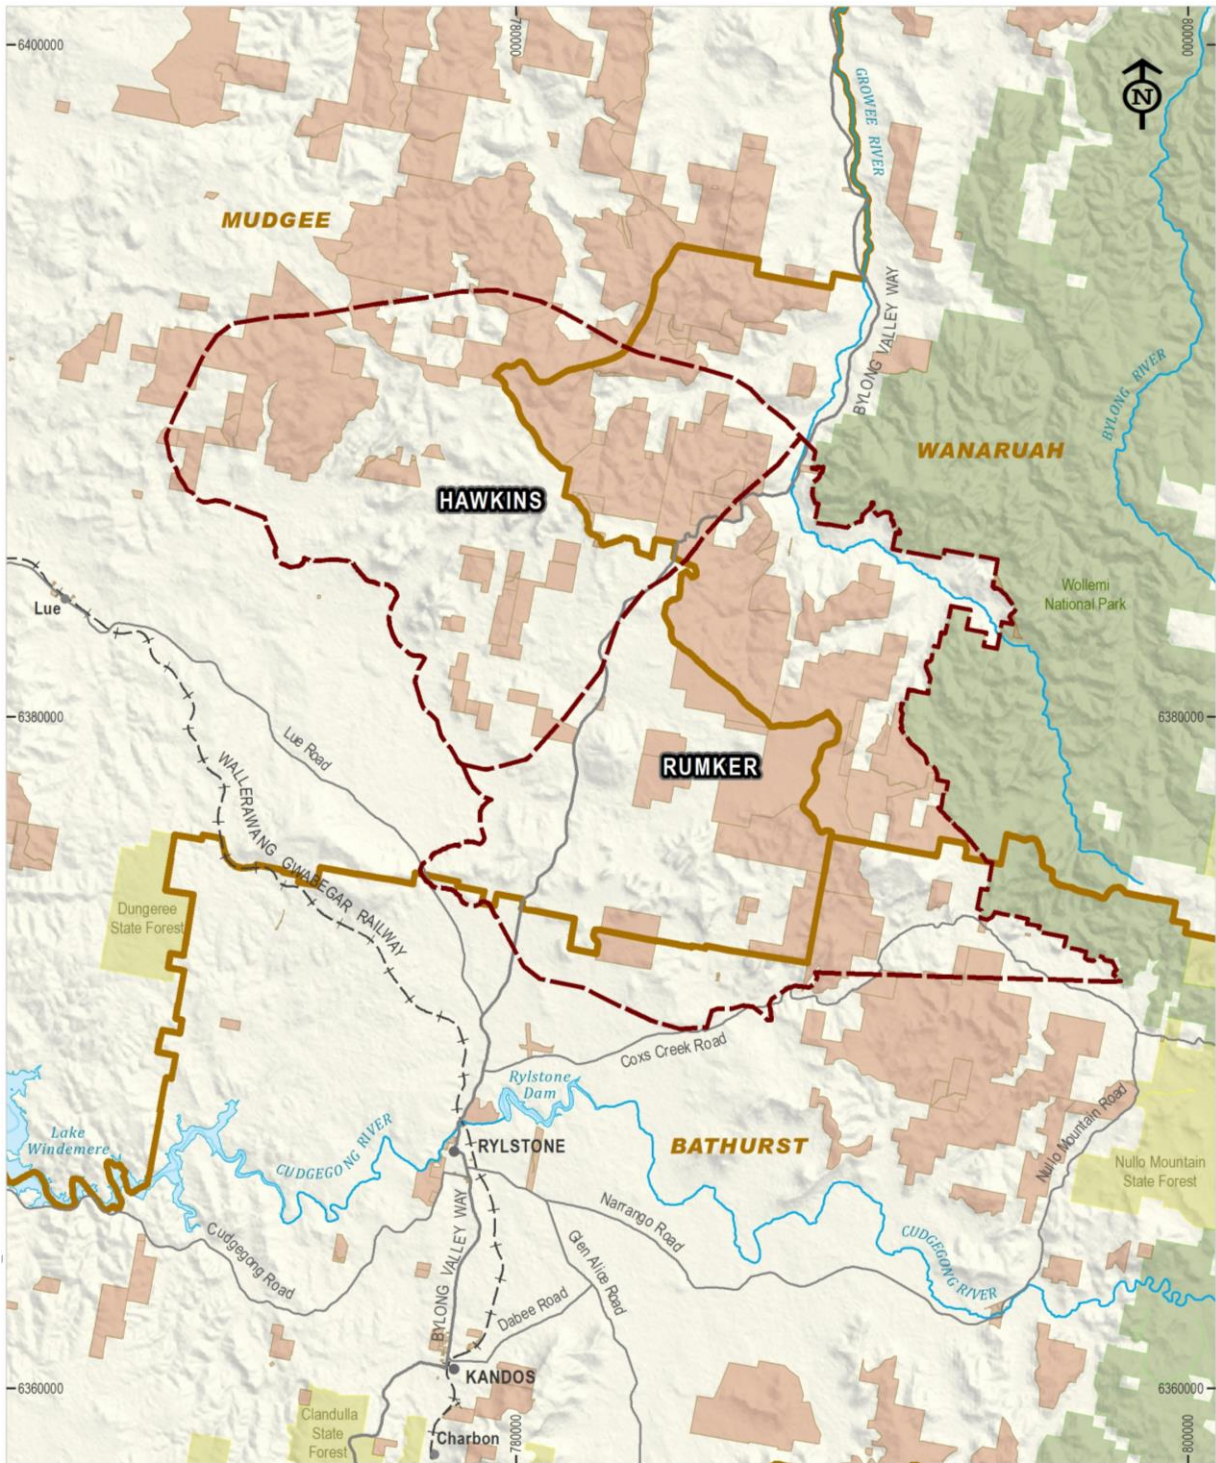 6400000
780000
800000
N
GROWEE RIVER
MUDGEE
BYLONG VALLEY WAY
BYLONG RIVER
WANARUAH
HAWKINS
Wollemi
National Park
Lue
6380000
6380000
Lue Road
RUMKER
WALLERAWANG GWABEGAR RAILWAY
Dungeree
State Forest
Coxs Creek Road
Rylstone
Dam
Lake
Windemere
CUDGEGONG RIVER
RYLSTONE
BATHURST
Nullo Mountain Road
Nullo Mountain
State Forest
Narrango Road
Cudgegong Road
BYLONG VALLEY WAY
Glen Alice Road
CUDGEGONG RIVER
Dabee Road
KANDOS
6360000
6360000
Clandulla
State
Forest
Charbon
780000
800000